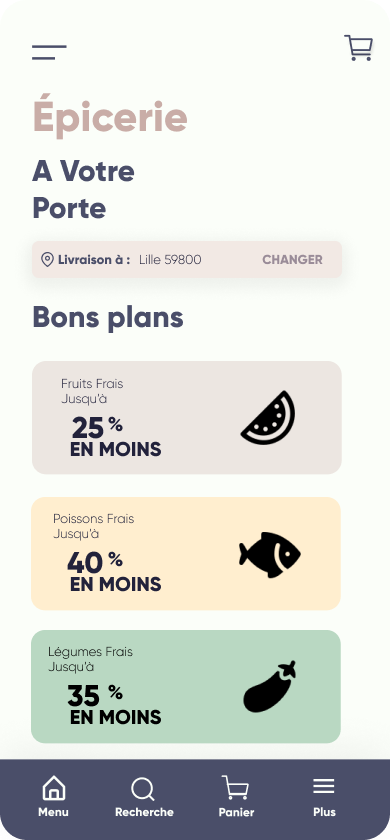 Épicerie
A Votre
Porte
Livraison à : Lille 59800 CHANGER
Bons plans
Fruits Frais
Jusqu'à
25 %
EN MOINS
Poissons Frais
Jusqu'à
40 %
EN MOINS
Légumes Frais
Jusqu'à
35 %
EN MOINS
Menu Recherche Panier Plus